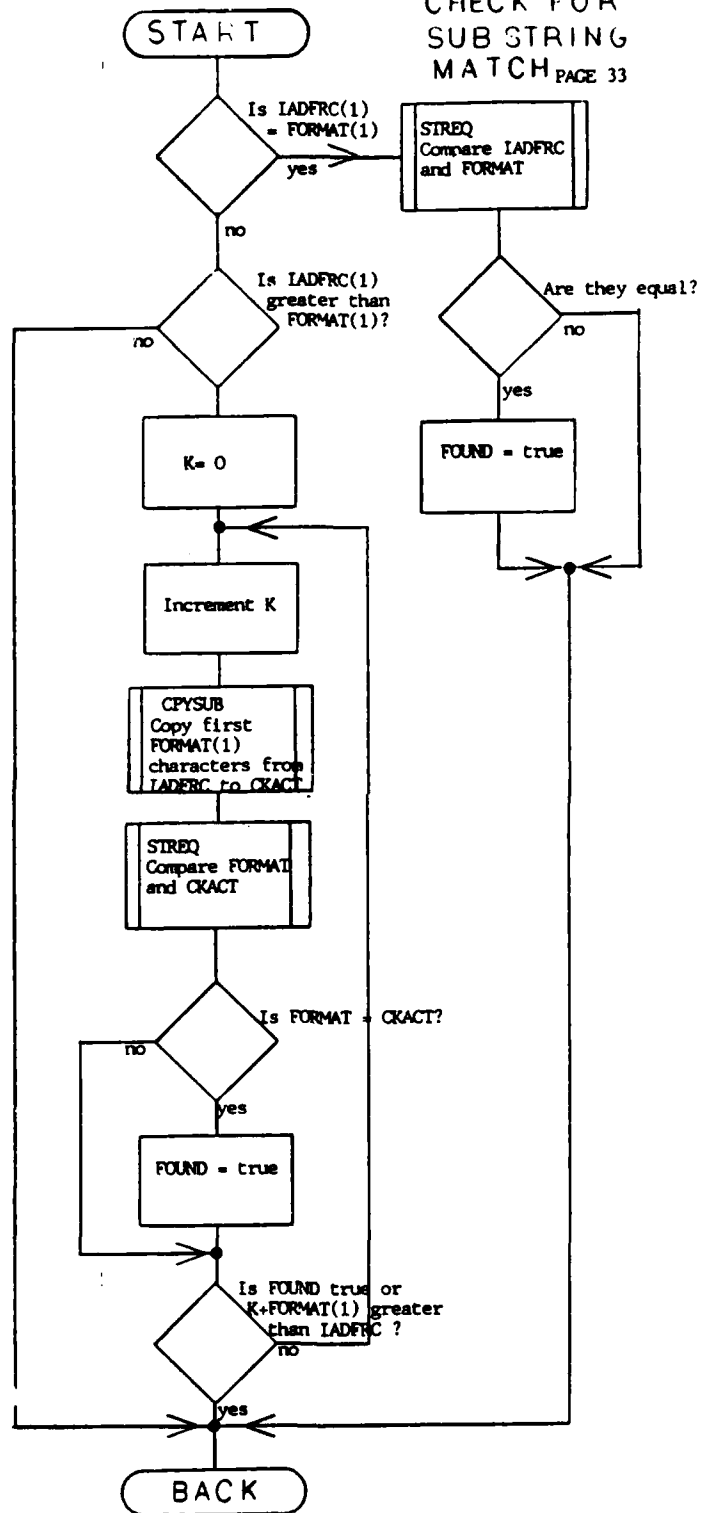 CHECK FOR
SUB STRING
MATCH PAGE 33
START
Is IADFRC(1)
= FORMAT(1)
yes
no
STREQ
Compare IADFRC
and FORMAT
Are they equal?
no
yes
FOUND = true
Is IADFRC(1)
greater than
FORMAT(1)?
no
K= 0
Increment K
CPYSUB
Copy first
FORMAT(1)
characters from
IADFRC to CKACT
STREQ
Compare FORMAT
and CKACT
Is FORMAT = CKACT?
no
yes
FOUND = true
Is FOUND true or
K+FORMAT(1) greater
than IADFRC ?
no
yes
BACK